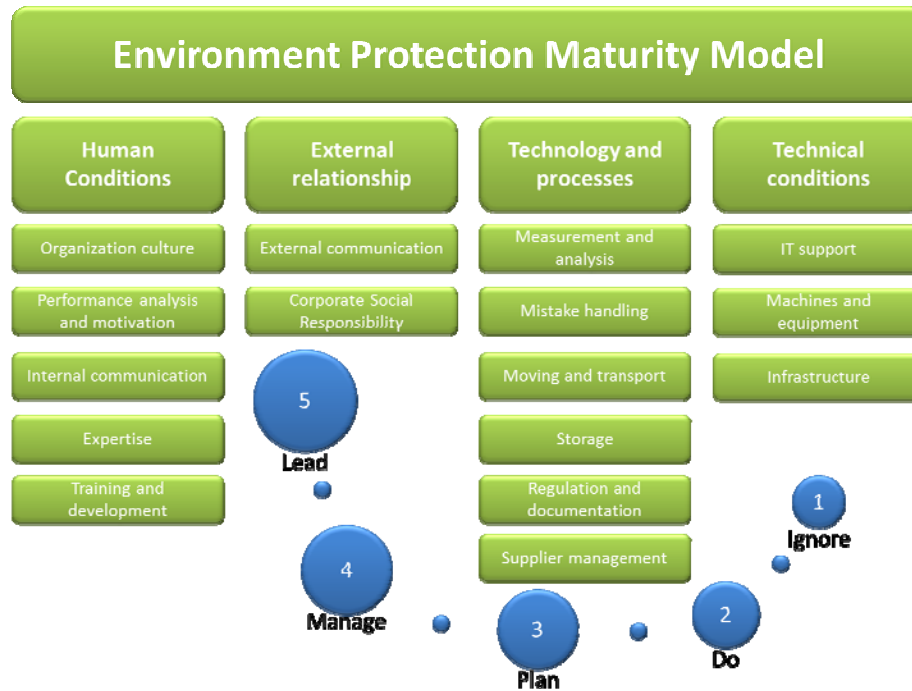 Environment Protection Maturity Model
Human
Conditions
Organization culture
Performance analysis
and motivation
Internal communication
Expertise
Training and
development
External
relationship
External communication
Corporate Social
Responsibility
Technology and
processes
Measurement and
analysis
Mistake handling
Moving and transport
Storage
Regulation and
documentation
Supplier management
Technical
conditions
IT support
Machines and
equipment
Infrastructure
5
Lead
4
Manage
3
Plan
2
Do
1
Ignore